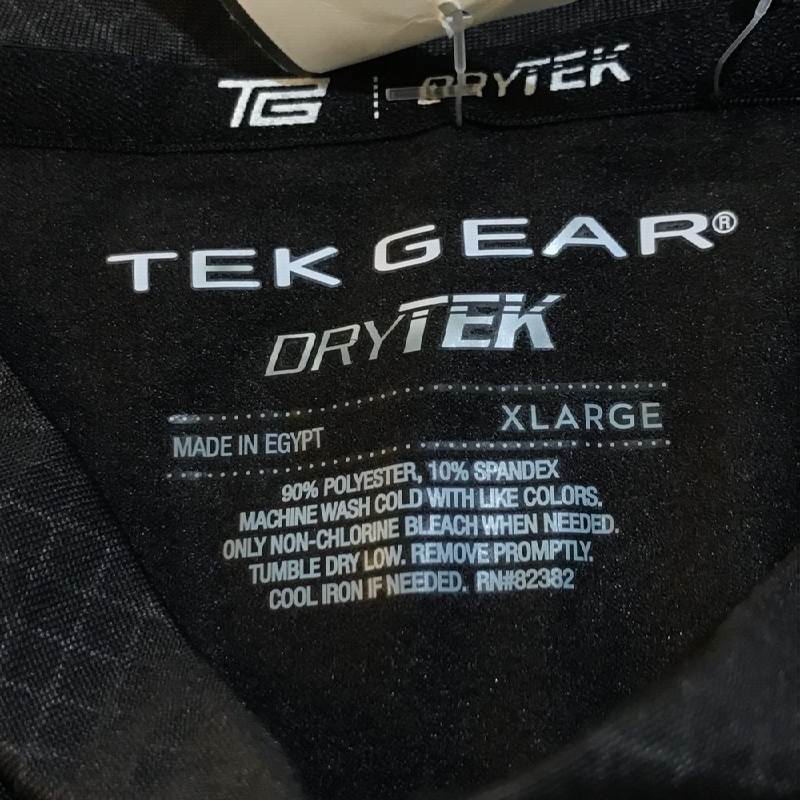 TG DRYTEK
TEK GEAR®
DRYTEK
XLARGE
MADE IN EGYPT
90% POLYESTER, 10% SPANDEX
MACHINE WASH COLD WITH LIKE COLORS.
ONLY NON-CHLORINE BLEACH WHEN NEEDED.
TUMBLE DRY LOW. REMOVE PROMPTLY.
COOL IRON IF NEEDED. RN#82382